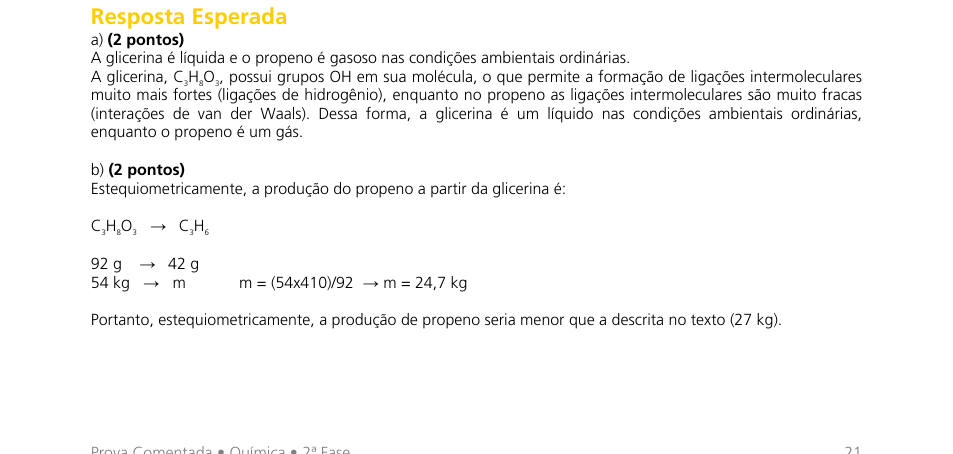 Resposta Esperada
a) (2 pontos)
A glicerina é líquida e o propeno é gasoso nas condições ambientais ordinárias.
A glicerina, C₃H₈O₃, possui grupos OH em sua molécula, o que permite a formação de ligações intermoleculares
muito mais fortes (ligações de hidrogênio), enquanto no propeno as ligações intermoleculares são muito fracas
(interações de van der Waals). Dessa forma, a glicerina é um líquido nas condições ambientais ordinárias,
enquanto o propeno é um gás.
b) (2 pontos)
Estequiometricamente, a produção do propeno a partir da glicerina é:
C₃H₈O₃ → C₃H₆
92 g → 42 g
54 kg → m m = (54x410)/92 → m = 24,7 kg
Portanto, estequiometricamente, a produção de propeno seria menor que a descrita no texto (27 kg).
Prova Comentada • Química • 2ª Fase 21